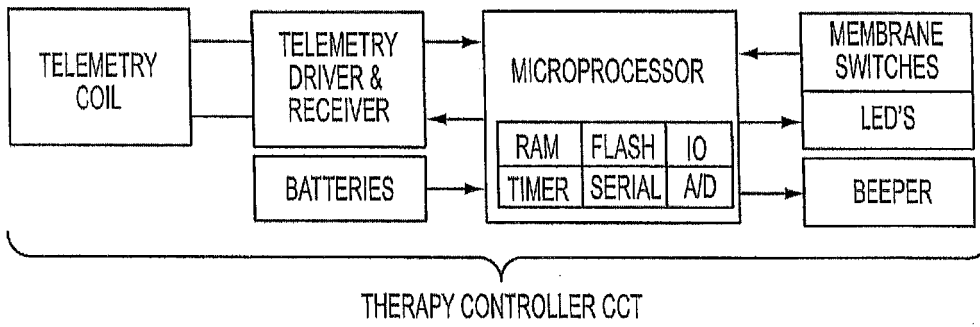 TELEMETRY
COIL
TELEMETRY
DRIVER &
RECEIVER
BATTERIES
MICROPROCESSOR
RAM FLASH IO
TIMER SERIAL A/D
MEMBRANE
SWITCHES
LED'S
BEEPER
THERAPY CONTROLLER CCT